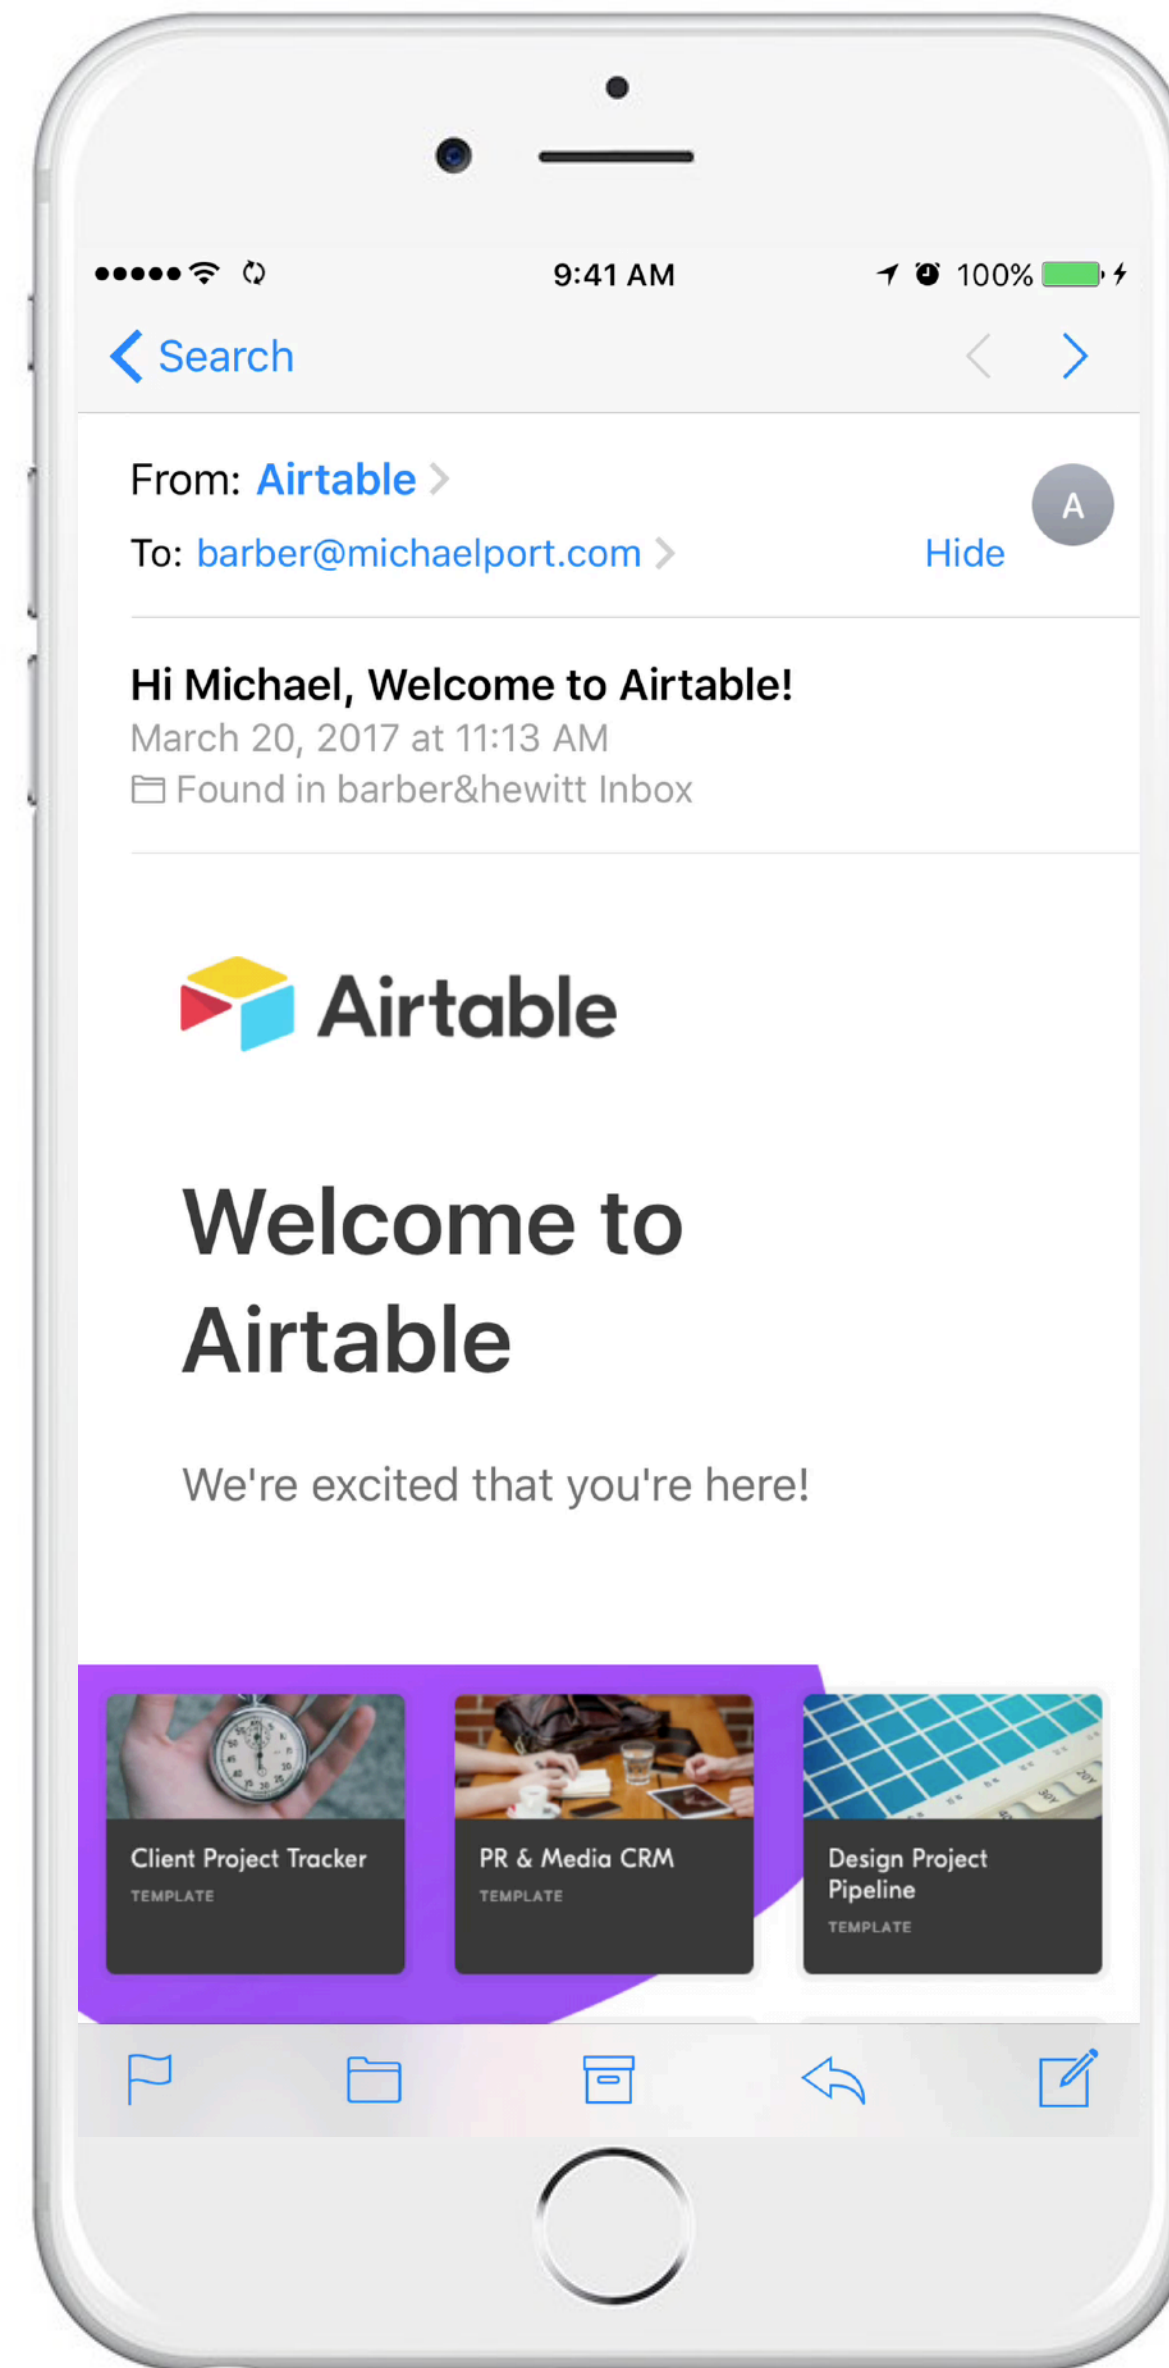 9:41 AM 100%
Search
From: Airtable
A
To: barber@michaelport.com Hide
Hi Michael, Welcome to Airtable!
March 20, 2017 at 11:13 AM
Found in barber&hewitt Inbox
Airtable
Welcome to
Airtable
We're excited that you're here!
Client Project Tracker
TEMPLATE
PR & Media CRM
TEMPLATE
Design Project
Pipeline
TEMPLATE